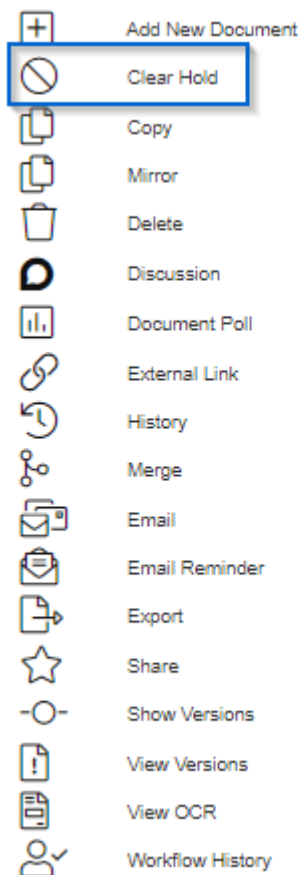 Add New Document
Clear Hold
Copy
Mirror
Delete
Discussion
Document Poll
External Link
History
Merge
Email
Email Reminder
Export
Share
Show Versions
View Versions
View OCR
Workflow History